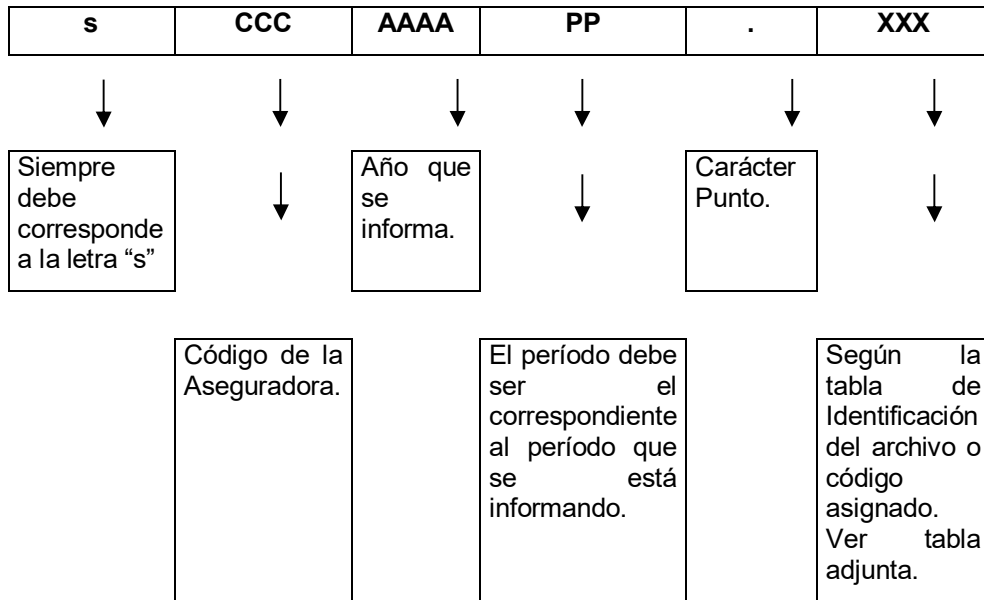 s CCC AAAA PP . XXX
Siempre
debe
corresponde
a la letra “s”
Año que
se
informa.
Carácter
Punto.
Código de la
Aseguradora.
El período debe
ser el
correspondiente
al período que
se está
informando.
Según la
tabla de
Identificación
del archivo o
código
asignado.
Ver tabla
adjunta.